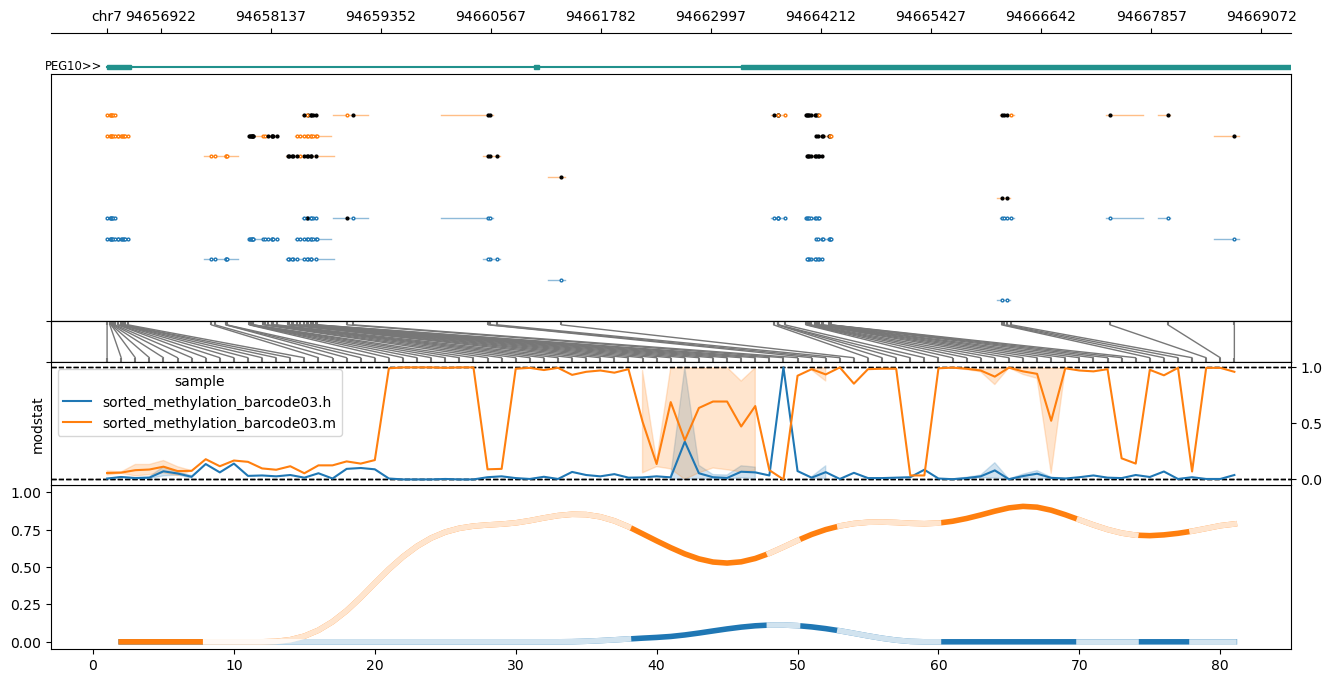 chr7 94656922 94658137 94659352 94660567 94661782 94662997 94664212 94665427 94666642 94667857 94669072
PEG10>>
sample
sorted_methylation_barcode03.h
sorted_methylation_barcode03.m
modstat
1.0
0.5
0.0
1.00
0.75
0.50
0.25
0.00
0 10 20 30 40 50 60 70 80